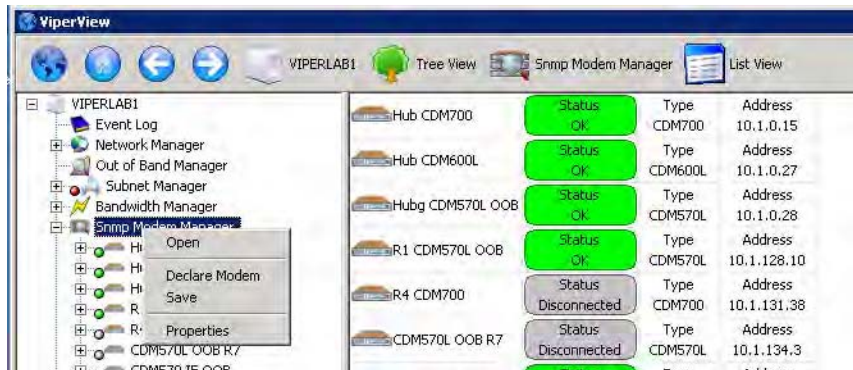 ViperView
VIPERLAB1 Tree View Snmp Modem Manager List View
VIPERLAB1
Event Log
Network Manager
Out of Band Manager
Subnet Manager
Bandwidth Manager
Snmp Modem Manager
Open
Declare Modem
Save
Properties
CDM570L OOB R7
Hub CDM700 Status OK Type CDM700 Address 10.1.0.15
Hub CDM600L Status OK Type CDM600L Address 10.1.0.27
Hubg CDM570L OOB Status OK Type CDM570L Address 10.1.0.28
R1 CDM570L OOB Status OK Type CDM570L Address 10.1.128.10
R4 CDM700 Status Disconnected Type CDM700 Address 10.1.131.38
CDM570L OOB R7 Status Disconnected Type CDM570L Address 10.1.134.3